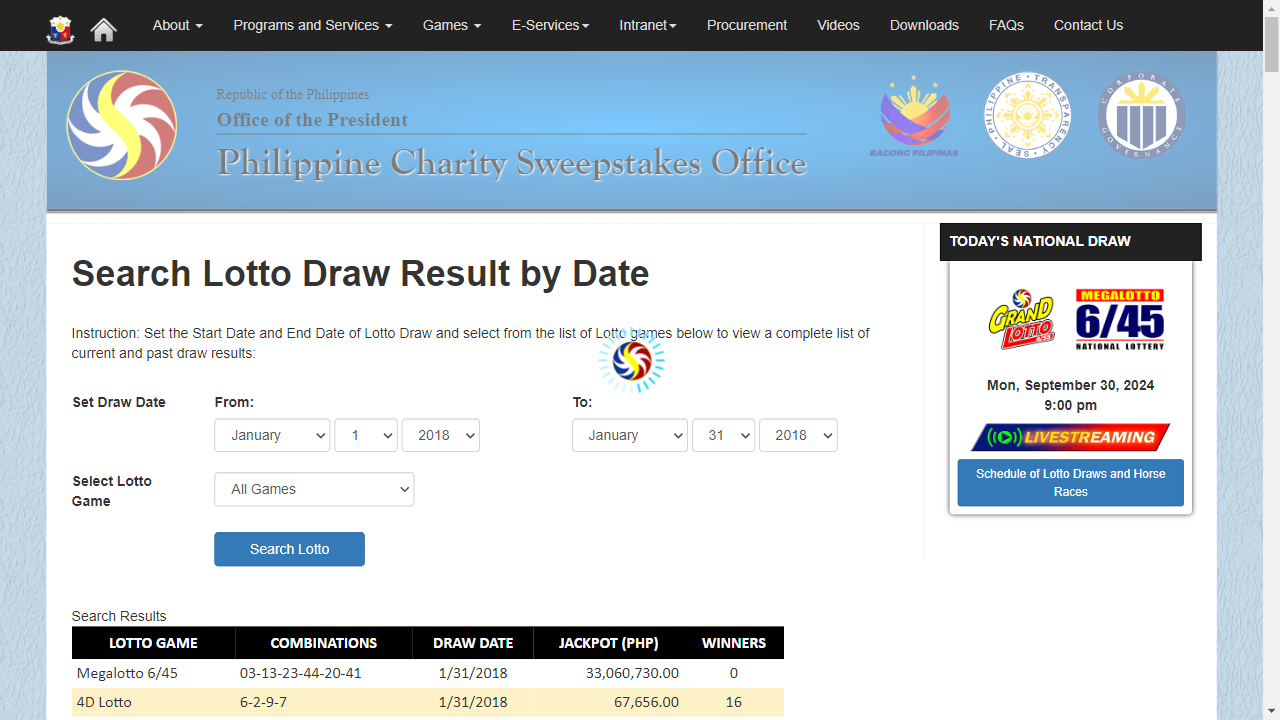 About Programs and Services Games E-Services Intranet Procurement Videos Downloads FAQs Contact Us
Republic of the Philippines
Office of the President
Philippine Charity Sweepstakes Office
BAGONG PILIPINAS
PHILIPPINE TRANSPARENCY SEAL
CORPORATE GOVERNANCE
Search Lotto Draw Result by Date
Instruction: Set the Start Date and End Date of Lotto Draw and select from the list of Lotto games below to view a complete list of
current and past draw results:
Set Draw Date From: To:
January 1 2018 January 31 2018
Select Lotto
Game
All Games
Search Lotto
Search Results
LOTTO GAME COMBINATIONS DRAW DATE JACKPOT (PHP) WINNERS
Megalotto 6/45 03-13-23-44-20-41 1/31/2018 33,060,730.00 0
4D Lotto 6-2-9-7 1/31/2018 67,656.00 16
TODAY'S NATIONAL DRAW
GRAND
LOTTO
6/55
MEGALOTTO
6/45
NATIONAL LOTTERY
Mon, September 30, 2024
9:00 pm
LIVESTREAMING
Schedule of Lotto Draws and Horse
Races